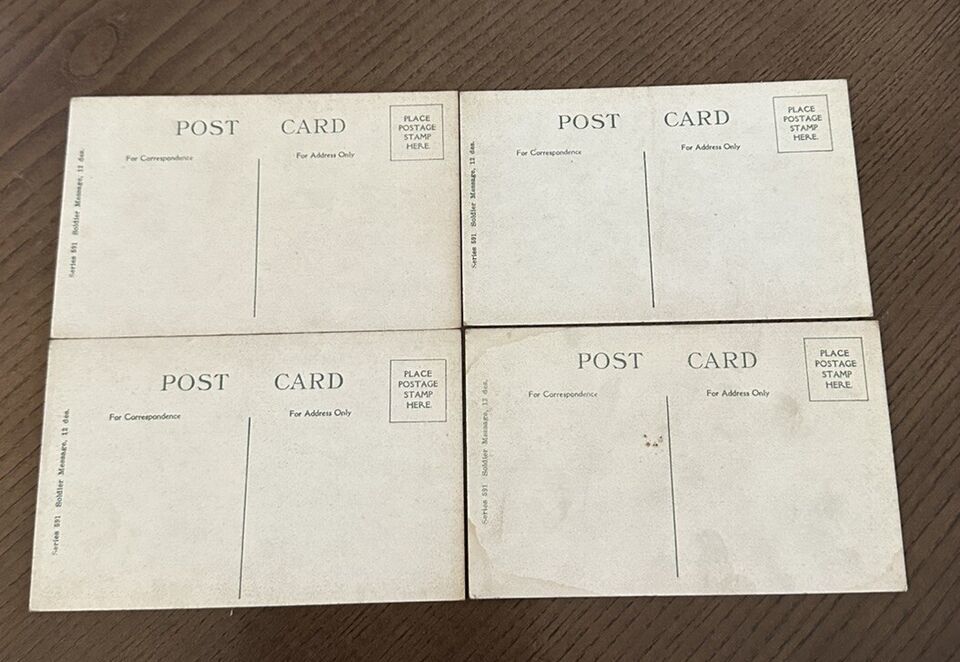 POST CARD
PLACE
POSTAGE
STAMP
HERE.
For Correspondence
For Address Only
Series 591 Soldier Message, 12 des.
POST CARD
PLACE
POSTAGE
STAMP
HERE.
For Correspondence
For Address Only
Series 591 Soldier Message, 12 des.
POST CARD
PLACE
POSTAGE
STAMP
HERE.
For Correspondence
For Address Only
Series 591 Soldier Message, 12 des.
POST CARD
PLACE
POSTAGE
STAMP
HERE.
For Correspondence
For Address Only
Series 591 Soldier Message, 12 des.